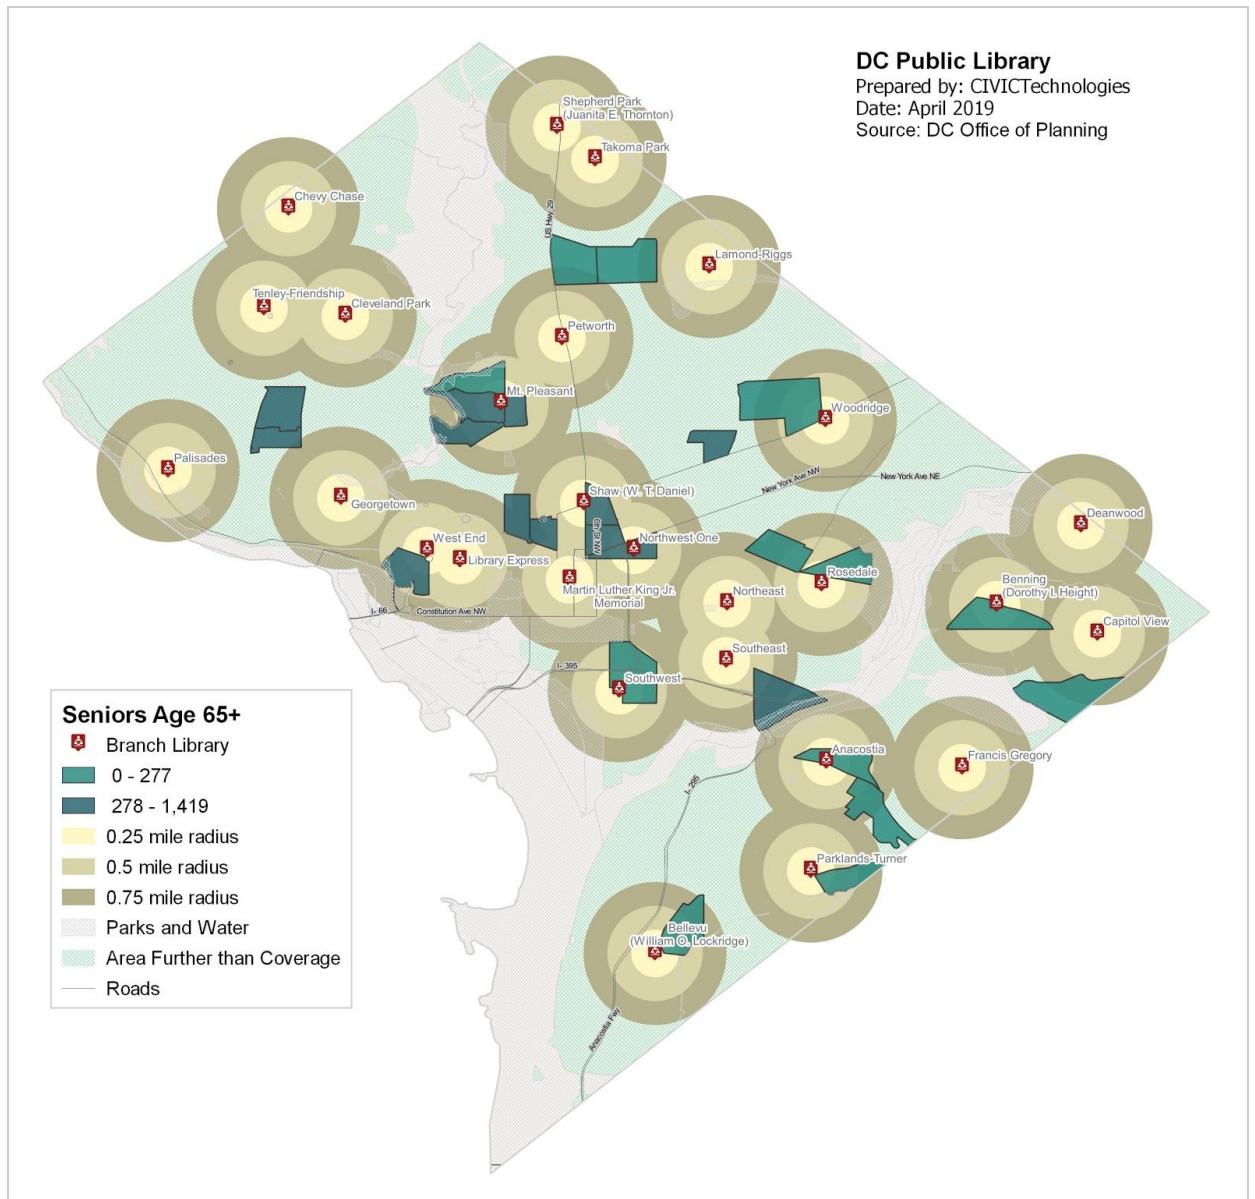 DC Public Library
Prepared by: CIVICTechnologies
Date: April 2019
Source: DC Office of Planning
Shepherd Park
(Juanita E. Thornton)
Takoma Park
Chevy Chase
US Hwy 29
Lamond-Riggs
Tenley-Friendship
Cleveland Park
Petworth
Mt. Pleasant
Woodridge
Palisades
New York Ave NW
New York Ave NE
Georgetown
Shaw (W. T. Daniel)
Deanwood
6th St NW
West End
Northwest One
Library Express
Rosedale
Benning
(Dorothy I. Height)
Martin Luther King Jr.
Memorial
Northeast
I- 66
Constitution Ave NW
Capitol View
Southeast
I- 395
Southwest
Anacostia
Francis Gregory
I- 295
Parklands-Turner
Bellevu
(William O. Lockridge)
Anacostia Fwy
Seniors Age 65+
Branch Library
0 - 277
278 - 1,419
0.25 mile radius
0.5 mile radius
0.75 mile radius
Parks and Water
Area Further than Coverage
Roads